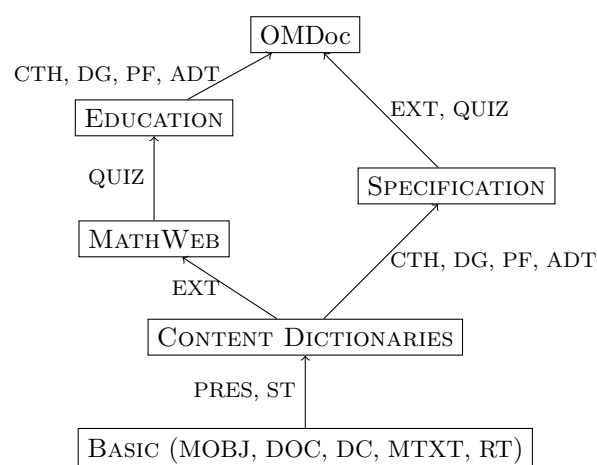 OMDoc
CTH, DG, PF, ADT
EXT, QUIZ
EDUCATION
QUIZ
SPECIFICATION
MATHWEB
CTH, DG, PF, ADT
EXT
CONTENT DICTIONARIES
PRES, ST
BASIC (MOBJ, DOC, DC, MTXT, RT)